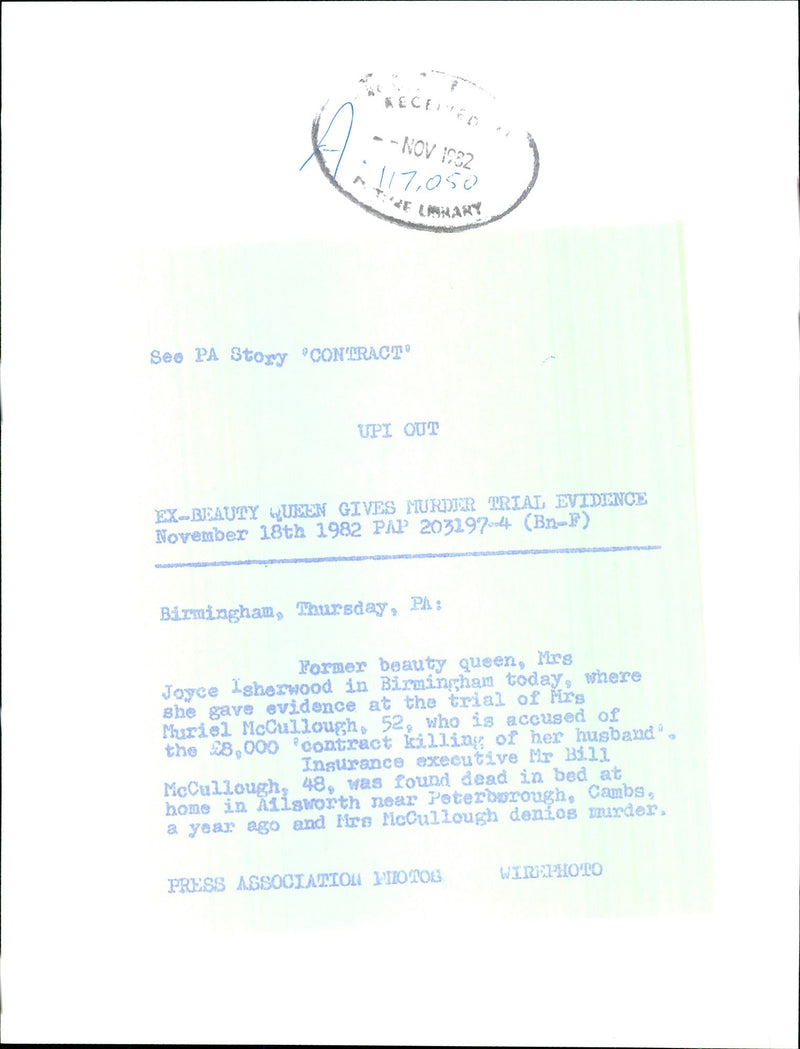 RECEIVED
- - NOV 1982
A. 117,050
LIBRARY
See PA Story 'CONTRACT'
UPI OUT
EX-BEAUTY QUEEN GIVES MURDER TRIAL EVIDENCE
November 18th 1982 PAP 203197-4 (Bn-F)
Birmingham, Thursday, PA:
Former beauty queen, Mrs
Joyce Isherwood in Birmingham today, where
she gave evidence at the trial of Mrs
Muriel McCullough, 52, who is accused of
the £8,000 'contract killing of her husband'.
Insurance executive Mr Bill
McCullough, 48, was found dead in bed at
home in Ailsworth near Peterborough, Cambs,
a year ago and Mrs McCullough denies murder.
PRESS ASSOCIATION PHOTOS WIREPHOTO